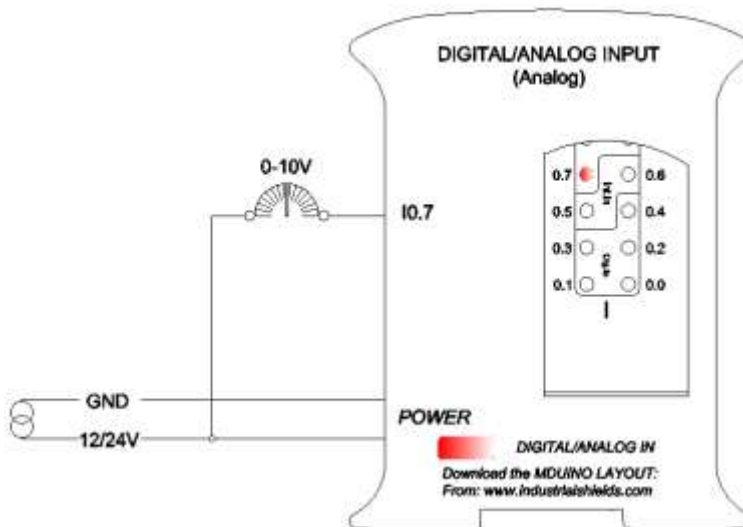 DIGITAL/ANALOG INPUT
(Analog)
0-10V
I0.7
0.7
0.6
0.5
0.4
0.3
0.2
0.1
0.0
I
GND
12/24V
POWER
DIGITAL/ANALOG IN
Download the MDUINO LAYOUT:
From: www.industrialshields.com